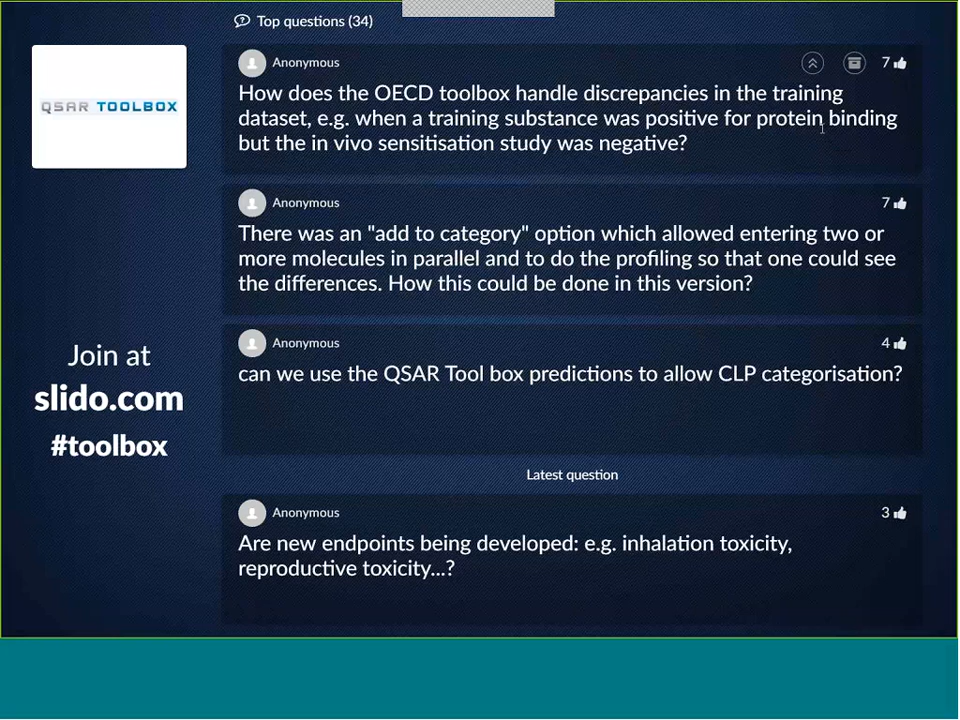 Top questions (34)
QSAR TOOLBOX
Anonymous
7
How does the OECD toolbox handle discrepancies in the training
dataset, e.g. when a training substance was positive for protein binding
but the in vivo sensitisation study was negative?
Anonymous
7
There was an "add to category" option which allowed entering two or
more molecules in parallel and to do the profiling so that one could see
the differences. How this could be done in this version?
Anonymous
4
can we use the QSAR Tool box predictions to allow CLP categorisation?
Join at
slido.com
#toolbox
Latest question
Anonymous
3
Are new endpoints being developed: e.g. inhalation toxicity,
reproductive toxicity...?